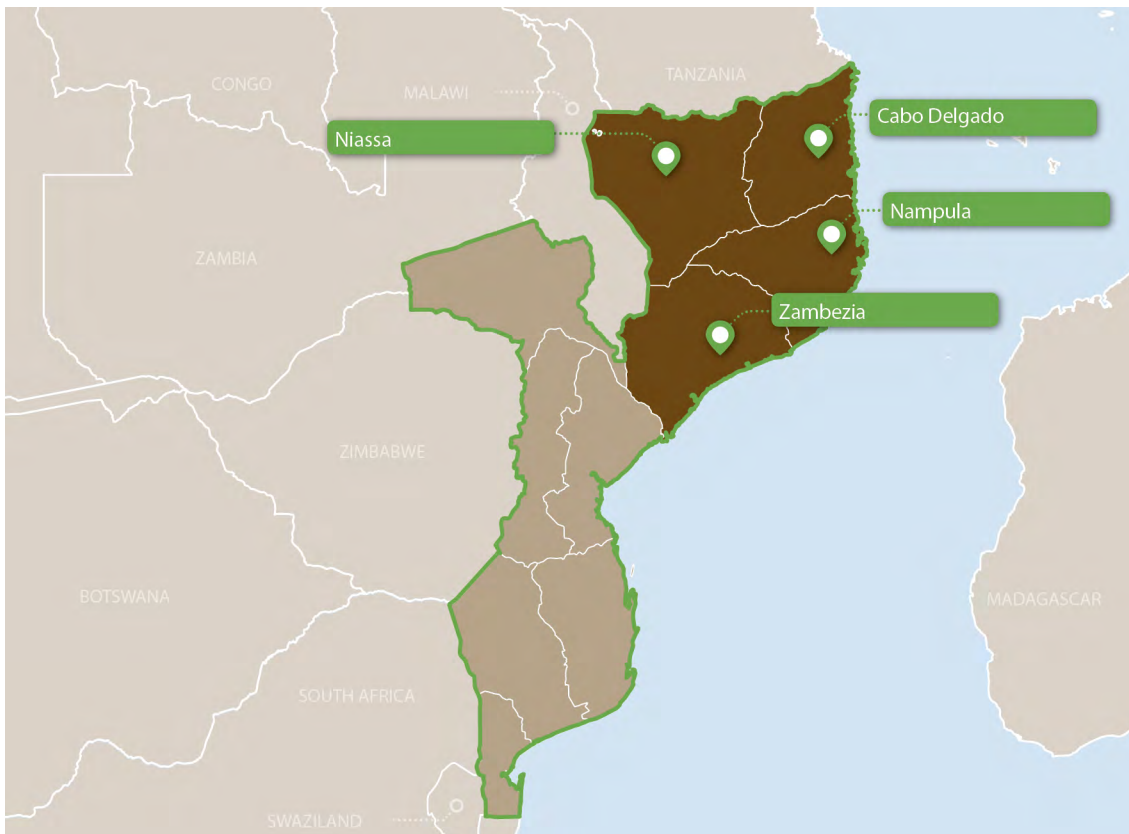 CONGO
MALAWI
TANZANIA
Cabo Delgado
Niassa
Nampula
ZAMBIA
Zambezia
ZIMBABWE
BOTSWANA
MADAGASCAR
SOUTH AFRICA
SWAZILAND